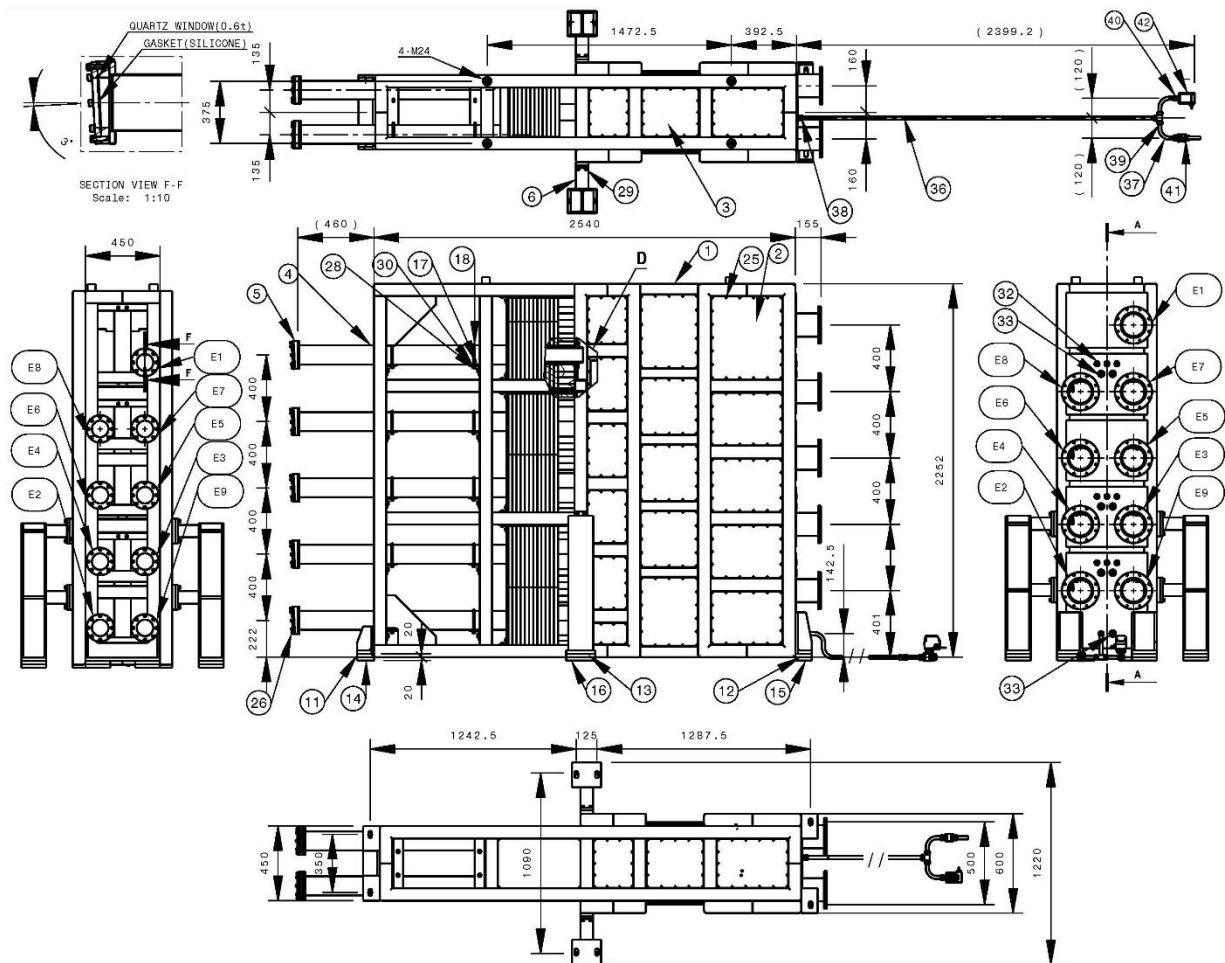 QUARTZ WINDOW(0.6t)
GASKET(SILICONE)
3°
SECTION VIEW F-F
Scale: 1:10
135
375
135
4-M24
1472.5
392.5
(2399.2)
160
160
(120)
(120)
40
42
6
29
3
38
36
39
37
41
450
F
F
E1
E8
E7
E6
E5
E4
E3
E2
E9
(460)
2540
155
5
4
28
30
17
18
D
1
25
2
400
400
400
400
222
20
20
26
11
14
16
13
12
15
400
400
400
400
401
142.5
2252
A
E1
32
33
E8
E7
E6
E5
E4
E3
E2
E9
33
A
1242.5
125
1287.5
450
350
1090
500
600
1220